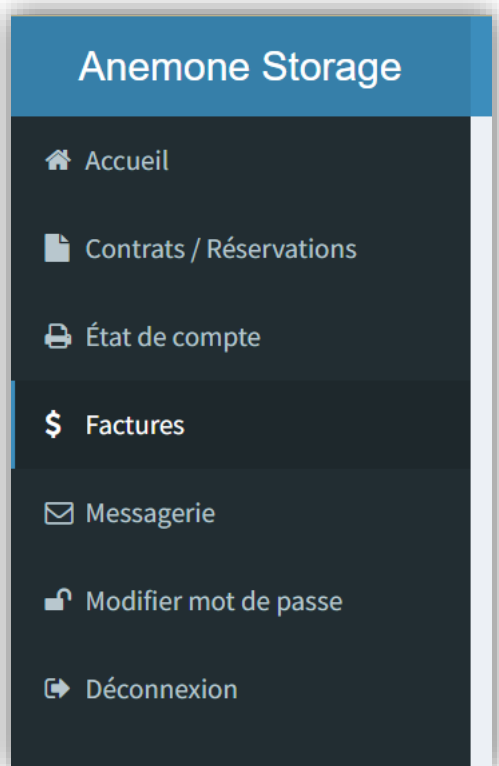 Anemone Storage
Accueil
Contrats / Réservations
État de compte
$ Factures
Messagerie
Modifier mot de passe
Déconnexion